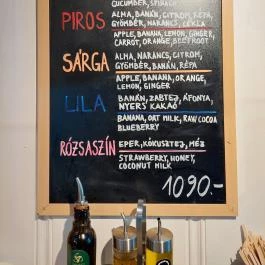 CUCUMBER, SPINACH
PIROS
ALMA, BANÁN, CITROM, RÉPA,
GYÖMBÉR, NARANCS, CÉKLA
APPLE, BANANA, LEMON, GINGER,
CARROT, ORANGE, BEETROOT
SÁRGA
ALMA, NARANCS, CITROM,
GYÖMBÉR, BANÁN, RÉPA
APPLE, BANANA, ORANGE,
LEMON, GINGER
LILA
BANÁN, ZABTEJ, ÁFONYA,
NYERS KAKAÓ
BANANA, OAT MILK, RAW COCOA
BLUEBERRY
RÓZSASZÍN
EPER, KÓKUSZTEJ, MÉZ
STRAWBERRY, HONEY,
COCONUT MILK
1090.-